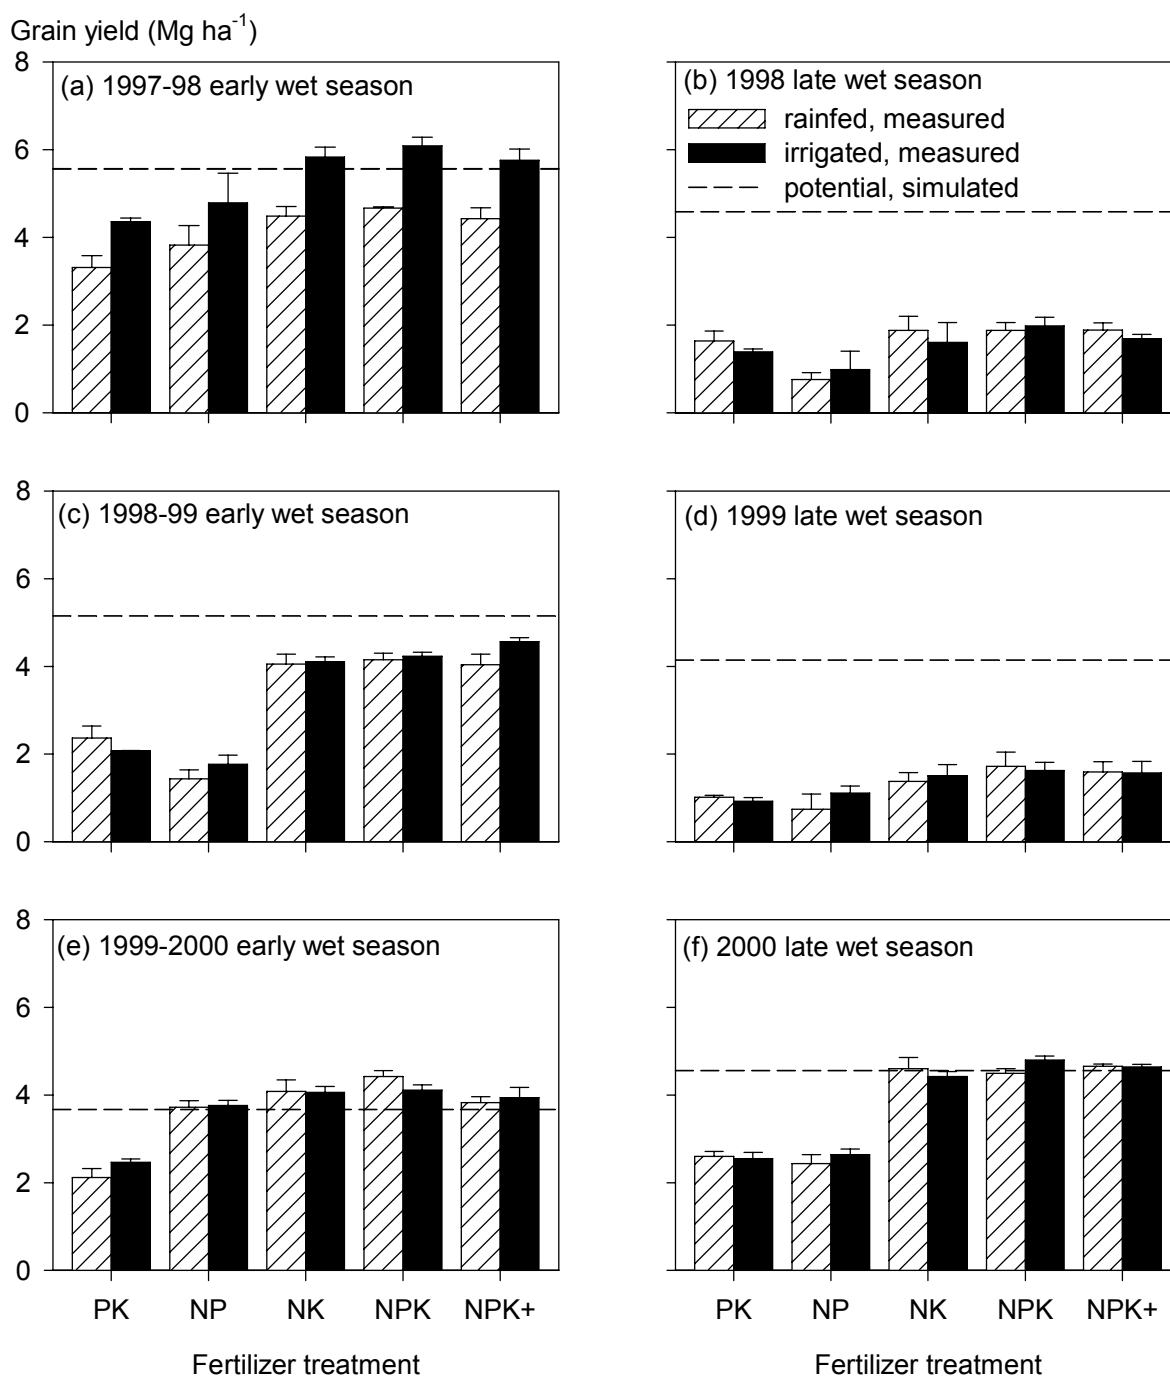 Grain yield (Mg ha⁻¹)
8
(a) 1997-98 early wet season
6
4
2
0
(b) 1998 late wet season
rainfed, measured
irrigated, measured
potential, simulated
8
(c) 1998-99 early wet season
6
4
2
0
(d) 1999 late wet season
8
(e) 1999-2000 early wet season
6
4
2
0
(f) 2000 late wet season
PK NP NK NPK NPK+
PK NP NK NPK NPK+
Fertilizer treatment
Fertilizer treatment